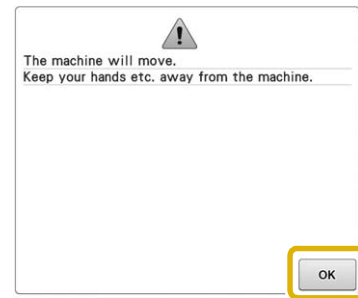 The machine will move.
Keep your hands etc. away from the machine.
OK